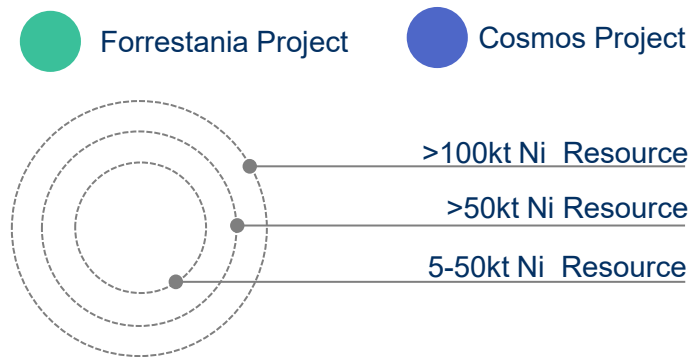 Forrestania Project
Cosmos Project
>100kt Ni Resource
>50kt Ni Resource
5-50kt Ni Resource